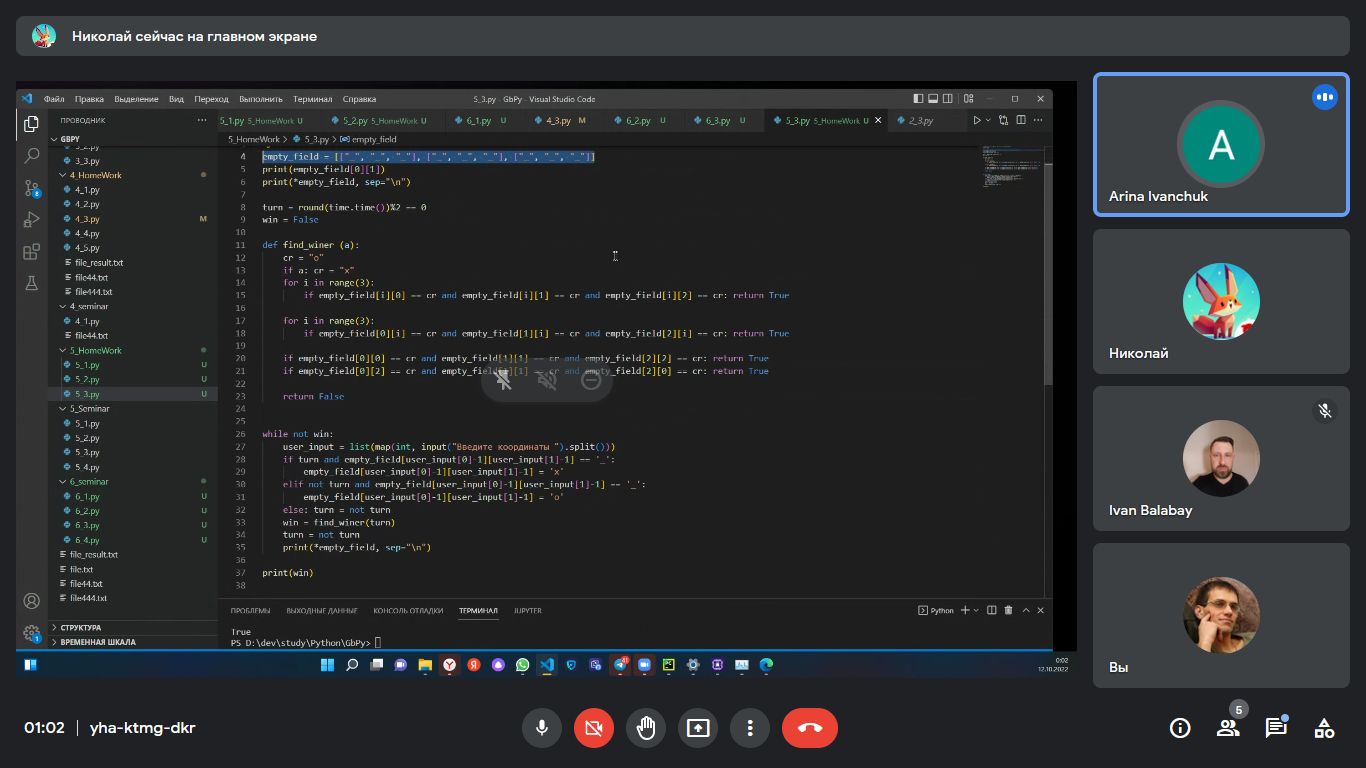 Николай сейчас на главном экране
Файл Правка Выделение Вид Переход Выполнить Терминал Справка
5_3.py - GbPy - Visual Studio Code
ПРОВОДНИК
5_1.py 5_HomeWork U
5_2.py 5_HomeWork U
6_1.py U
4_3.py M
6_2.py U
6_3.py U
5_3.py 5_HomeWork U
2_3.py
GBPY
5_HomeWork > 5_3.py > empty_field
3_3.py
4_HomeWork
4_1.py
4_2.py
4_3.py M
4_4.py
4_5.py
file_result.txt
file44.txt
file444.txt
4_seminar
4_1.py
file44.txt
5_HomeWork
5_1.py U
5_2.py U
5_3.py U
5_Seminar
5_1.py
5_2.py
5_3.py
5_4.py
6_seminar
6_1.py U
6_2.py U
6_3.py U
6_4.py U
file_result.txt
file.txt
file44.txt
file444.txt
СТРУКТУРА
ВРЕМЕННАЯ ШКАЛА
4 empty_field = [["_", "_", "_"], ["_", "_", "_"], ["_", "_", "_"]]
5 print(empty_field[0][1])
6 print(*empty_field, sep="\n")
7
8 turn = round(time.time())%2 == 0
9 win = False
10
11 def find_winer (a):
12 cr = "o"
13 if a: cr = "x"
14 for i in range(3):
15 if empty_field[i][0] == cr and empty_field[i][1] == cr and empty_field[i][2] == cr: return True
16
17 for i in range(3):
18 if empty_field[0][i] == cr and empty_field[1][i] == cr and empty_field[2][i] == cr: return True
19
20 if empty_field[0][0] == cr and empty_field[1][1] == cr and empty_field[2][2] == cr: return True
21 if empty_field[0][2] == cr and empty_field[1][1] == cr and empty_field[2][0] == cr: return True
22
23 return False
24
25
26 while not win:
27 user_input = list(map(int, input("Введите координаты ").split()))
28 if turn and empty_field[user_input[0]-1][user_input[1]-1] == '_':
29 empty_field[user_input[0]-1][user_input[1]-1] = 'x'
30 elif not turn and empty_field[user_input[0]-1][user_input[1]-1] == '_':
31 empty_field[user_input[0]-1][user_input[1]-1] = 'o'
32 else: turn = not turn
33 win = find_winer(turn)
34 turn = not turn
35 print(*empty_field, sep="\n")
36
37 print(win)
38
ПРОБЛЕМЫ ВЫХОДНЫЕ ДАННЫЕ КОНСОЛЬ ОТЛАДКИ ТЕРМИНАЛ JUPYTER
Python
True
PS D:\dev\study\Python\GbPy>
0:02
12.10.2022
A
Arina Ivanchuk
Николай
Ivan Balabay
Вы
01:02 | yha-ktmg-dkr
5